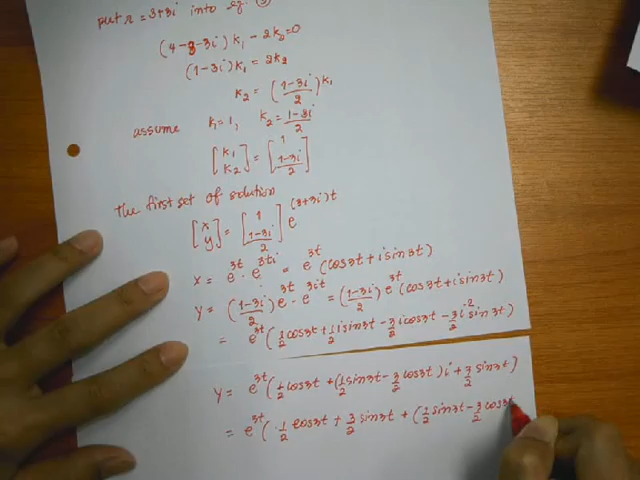 put r = 3+3i into eq. ③
(4-3-3i)k₁ - 2k₂=0
(1-3i)k₁ = 2k₂
k₂ = (1-3i/2)k₁
assume k₁=1, k₂=1-3i/2
[k₁ k₂] = [1 1-3i/2]
the first set of solution
[x y] = [1 1-3i/2] e^(3+3i)t
x = e^3t · e^3ti = e^3t (cos3t + i sin3t)
y = (1-3i/2) e^3t · e^3ti = (1-3i/2) e^3t (cos3t + i sin3t)
= e^3t (1/2 cos3t + 1/2 i sin3t - 3/2 i cos3t - 3/2 i² sin3t)
y = e^3t (1/2 cos3t + (1/2 sin3t - 3/2 cos3t) i + 3/2 sin3t)
= e^3t (1/2 cos3t + 3/2 sin3t + (1/2 sin3t - 3/2 cos3t